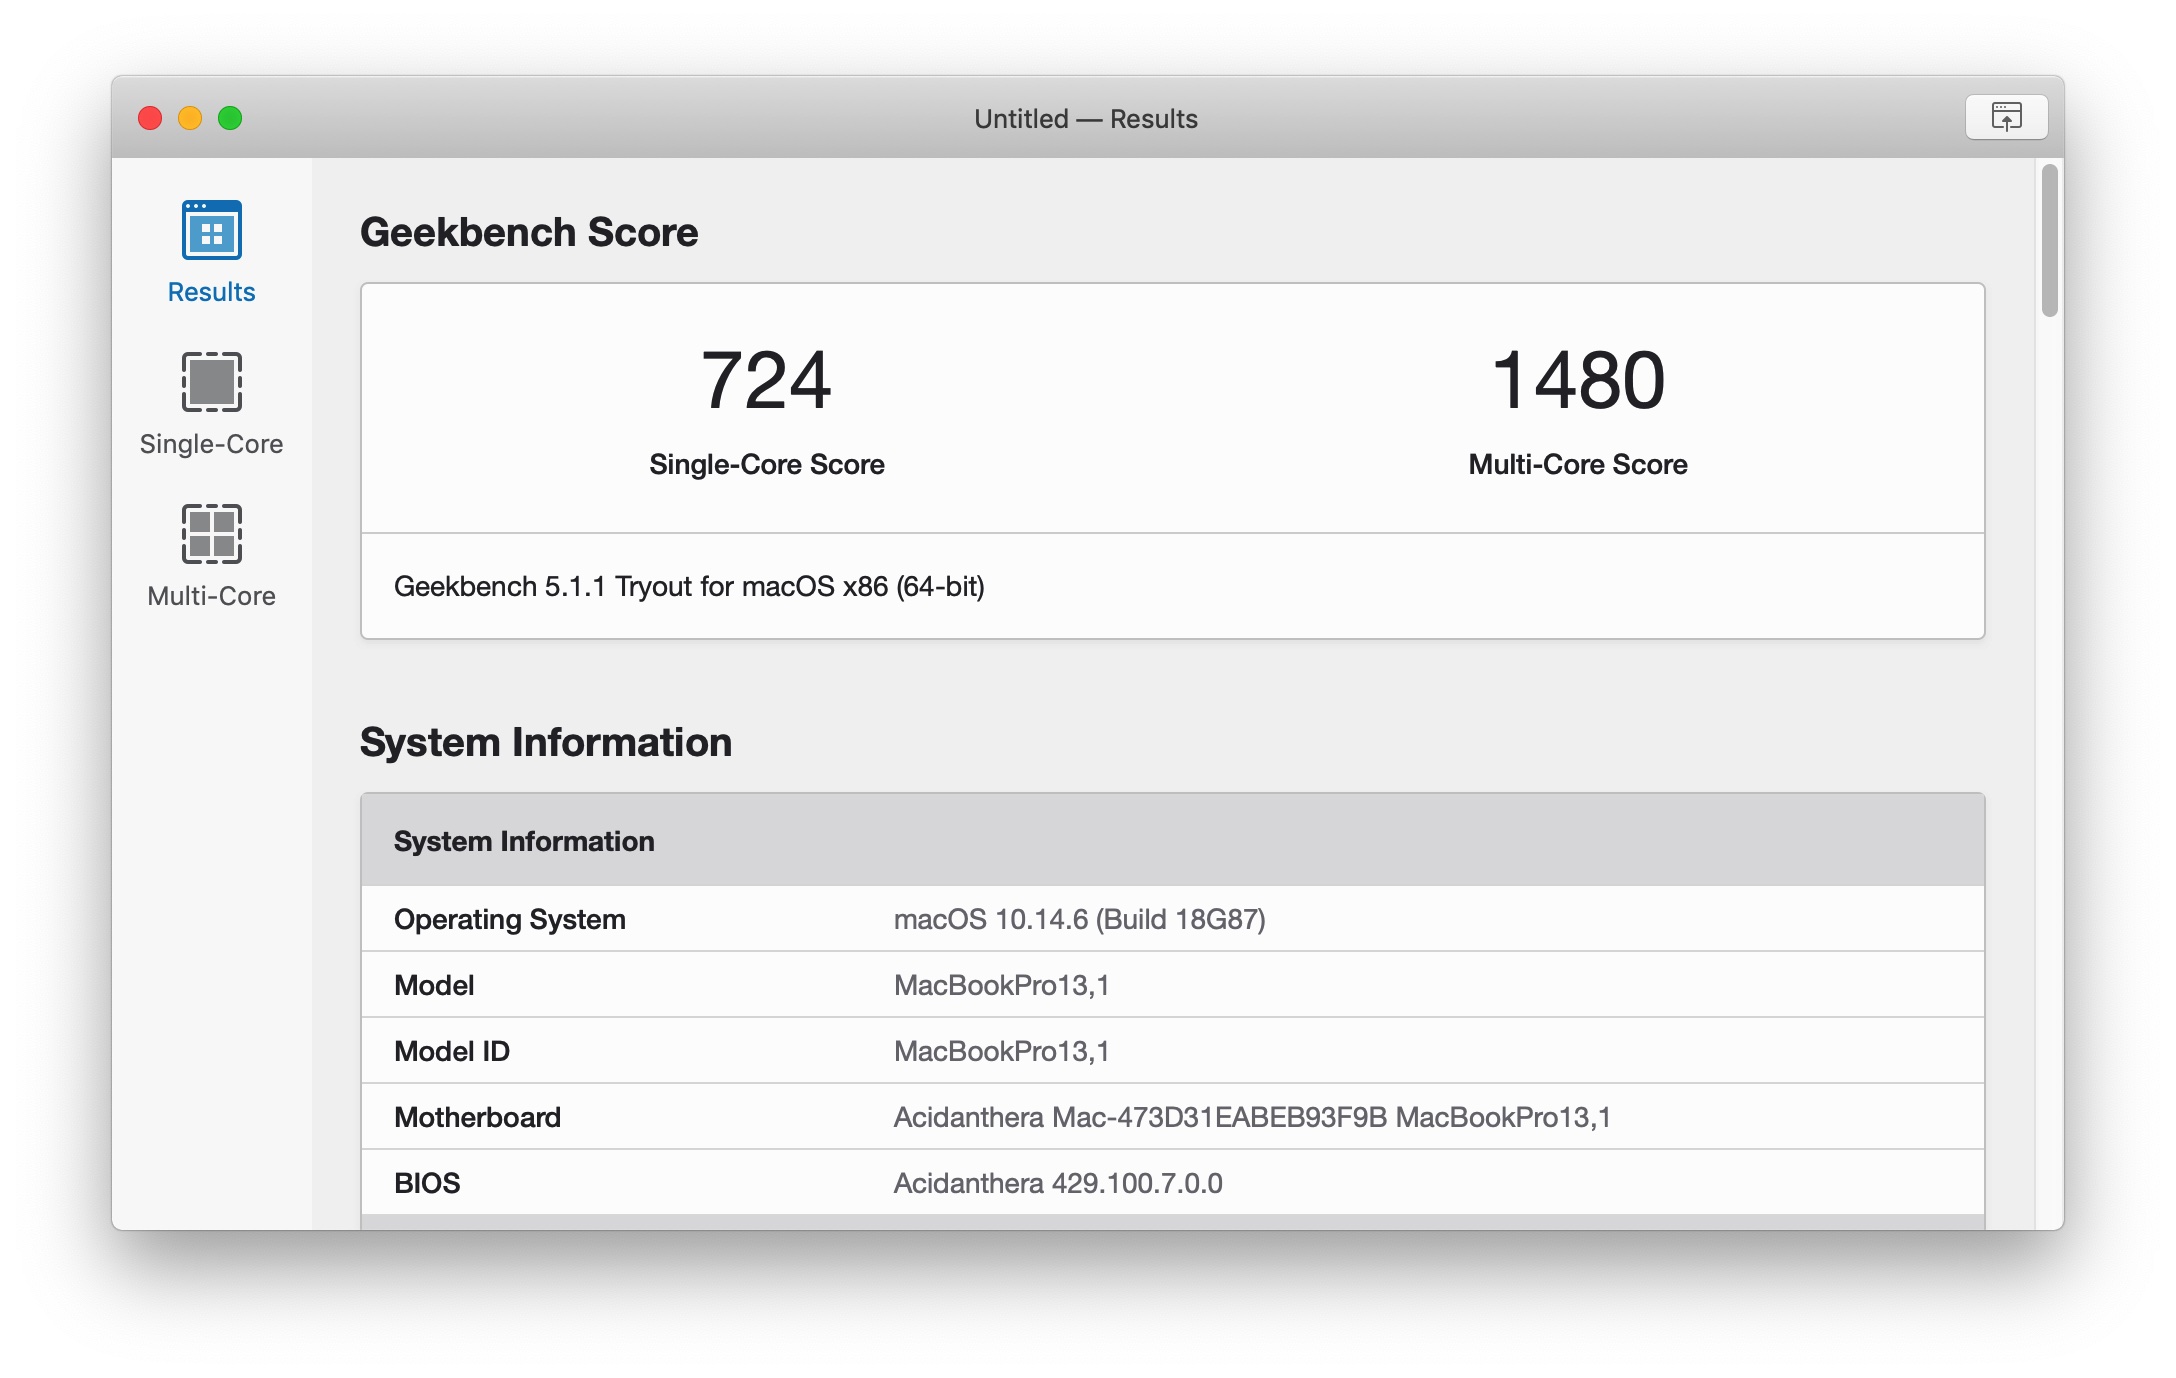 Untitled — Results
Results
Single-Core
Multi-Core
Geekbench Score
724
Single-Core Score
1480
Multi-Core Score
Geekbench 5.1.1 Tryout for macOS x86 (64-bit)
System Information
System Information
Operating System macOS 10.14.6 (Build 18G87)
Model MacBookPro13,1
Model ID MacBookPro13,1
Motherboard Acidanthera Mac-473D31EABEB93F9B MacBookPro13,1
BIOS Acidanthera 429.100.7.0.0